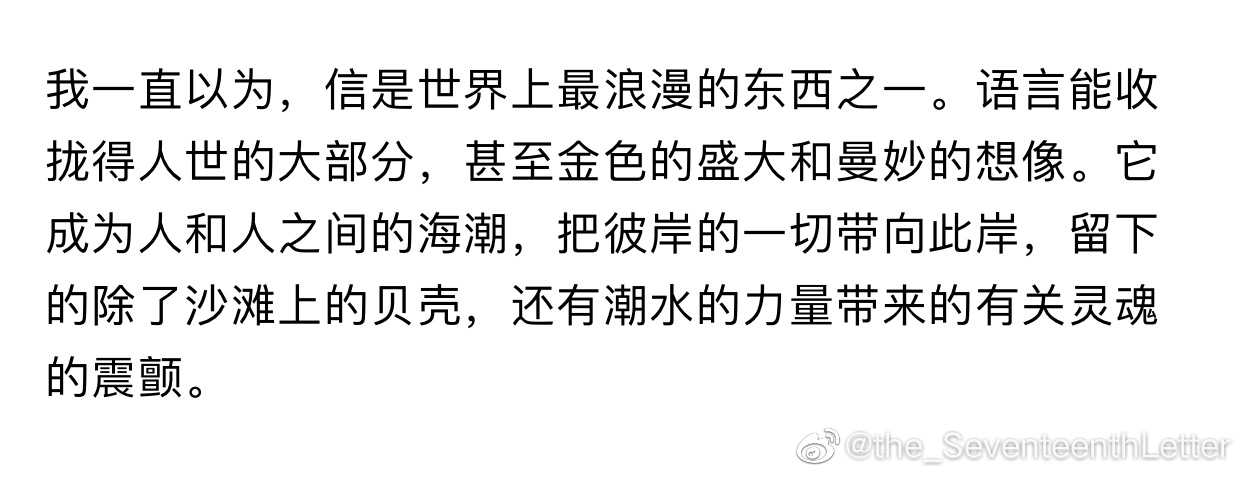 我一直以为，信是世界上最浪漫的东西之一。语言能收
拢得人世的大部分，甚至金色的盛大和曼妙的想像。它
成为人和人之间的海潮，把彼岸的一切带向此岸，留下
的除了沙滩上的贝壳，还有潮水的力量带来的有关灵魂
的震颤。
@the_SeventeenthLetter